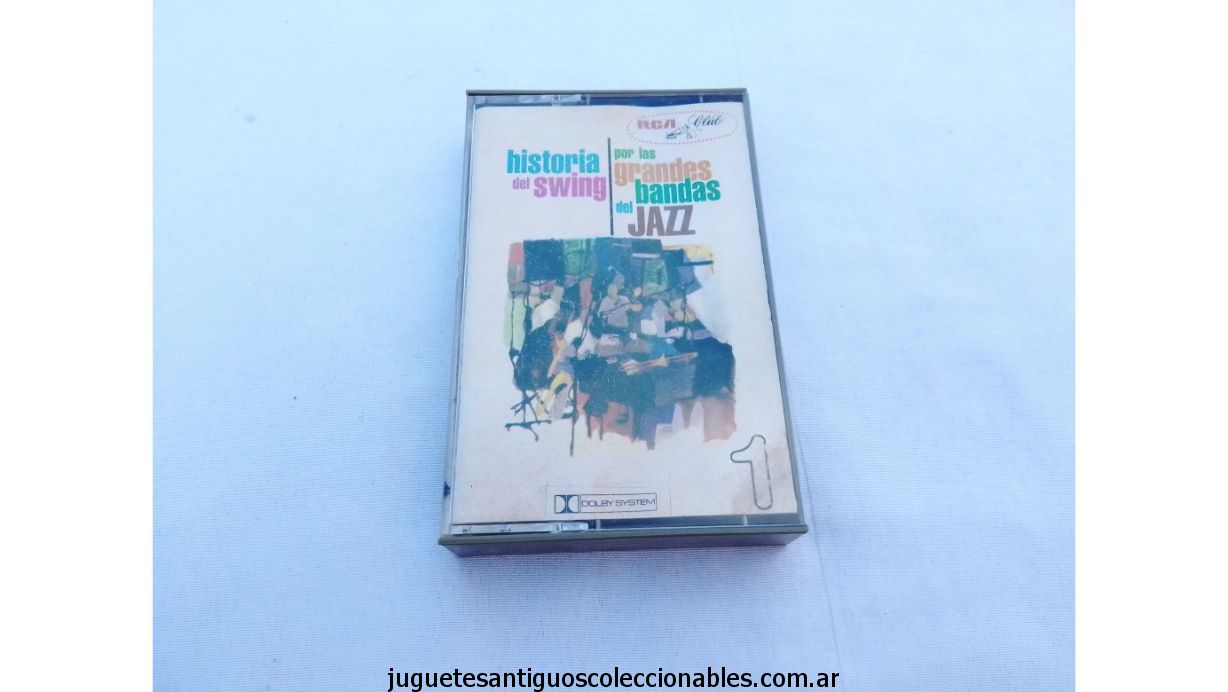 RCA Club
historia
del swing
por las
grandes
bandas
del JAZZ
1
DOLBY SYSTEM
juguetesantiguoscoleccionables.com.ar